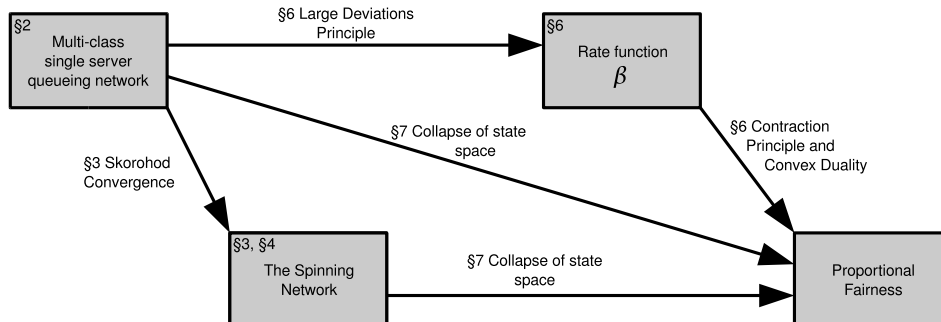 §6 Large Deviations
Principle
§2
Multi-class
single server
queueing network
§6
Rate function
β
§7 Collapse of state
space
§6 Contraction
Principle and
Convex Duality
§3 Skorohod
Convergence
§3, §4
The Spinning
Network
§7 Collapse of state
space
Proportional
Fairness